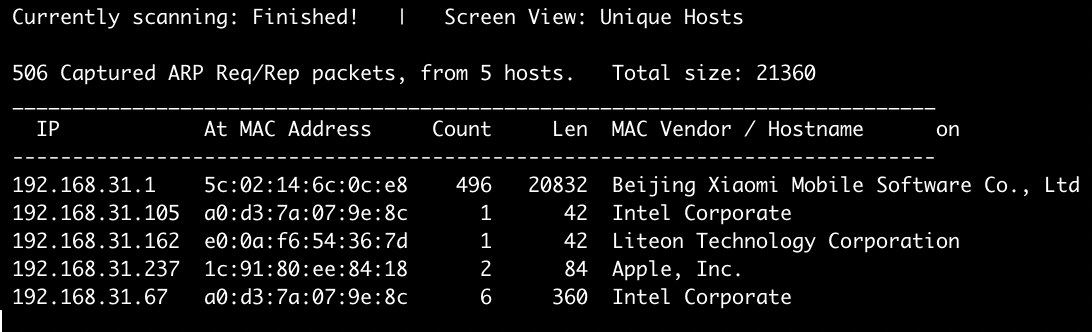 Currently scanning: Finished!   |   Screen View: Unique Hosts
506 Captured ARP Req/Rep packets, from 5 hosts.   Total size: 21360
_____________________________________________________________________________
  IP            At MAC Address     Count     Len  MAC Vendor / Hostname      on
-----------------------------------------------------------------------------
192.168.31.1    5c:02:14:6c:0c:e8    496   20832  Beijing Xiaomi Mobile Software Co., Ltd
192.168.31.105  a0:d3:7a:07:9e:8c      1      42  Intel Corporate
192.168.31.162  e0:0a:f6:54:36:7d      1      42  Liteon Technology Corporation
192.168.31.237  1c:91:80:ee:84:18      2      84  Apple, Inc.
192.168.31.67   a0:d3:7a:07:9e:8c      6     360  Intel Corporate